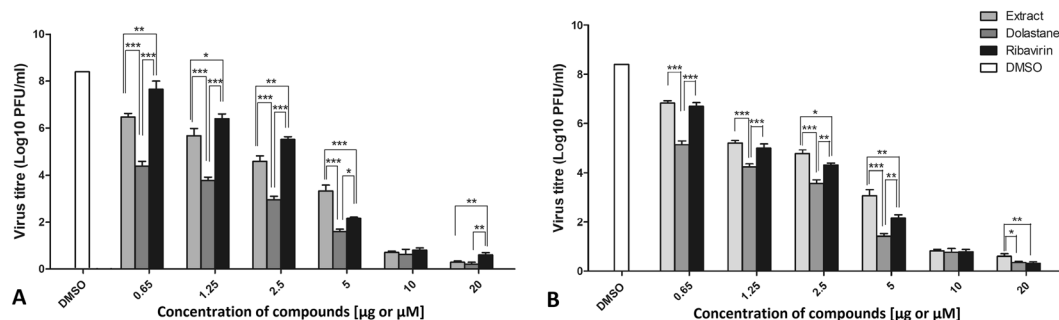 Virus titre (Log10 PFU/ml)
10
8
6
4
2
0
** *** ***
* *** ***
** *** ***
*** *** *
** **
DMSO 0.65 1.25 2.5 5 10 20
A
Concentration of compounds [µg or µM]
Extract
Dolastane
Ribavirin
DMSO
Virus titre (Log10 PFU/ml)
10
8
6
4
2
0
*** ***
*** ***
* *** **
** *** **
** *
DMSO 0.65 1.25 2.5 5 10 20
B
Concentration of compounds [µg or µM]